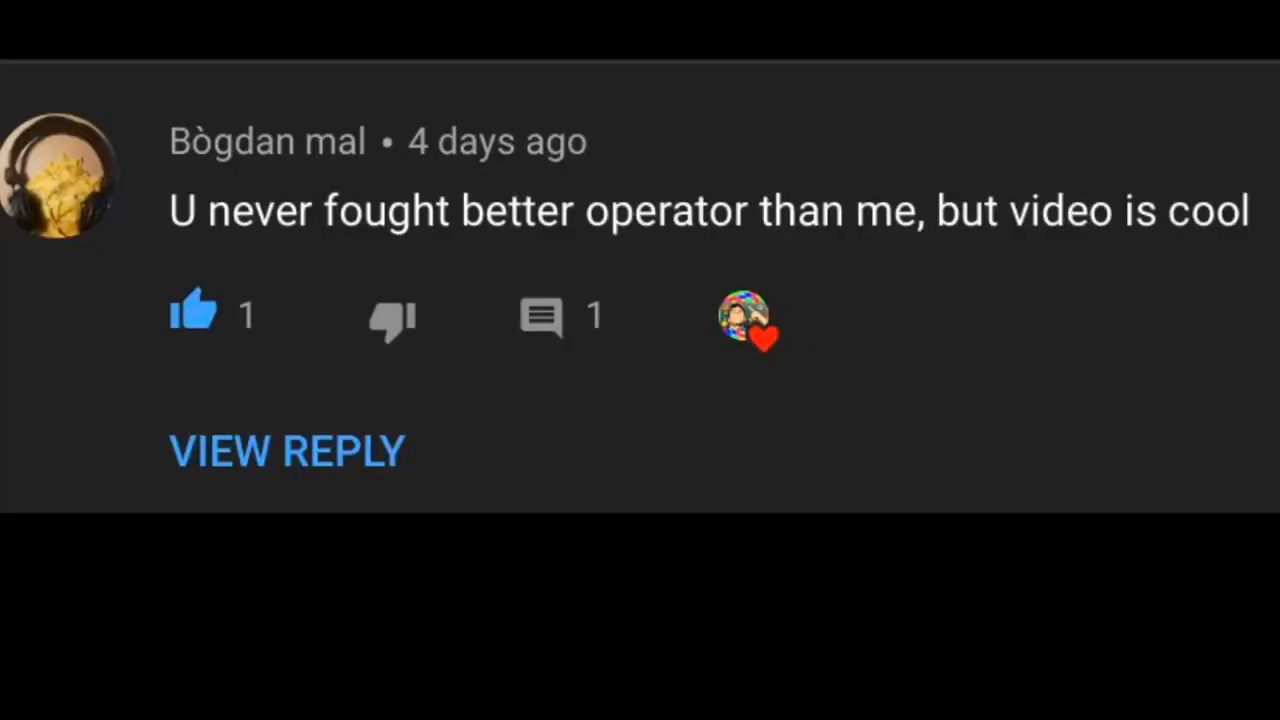 Bògdan mal • 4 days ago
U never fought better operator than me, but video is cool
1 1
VIEW REPLY